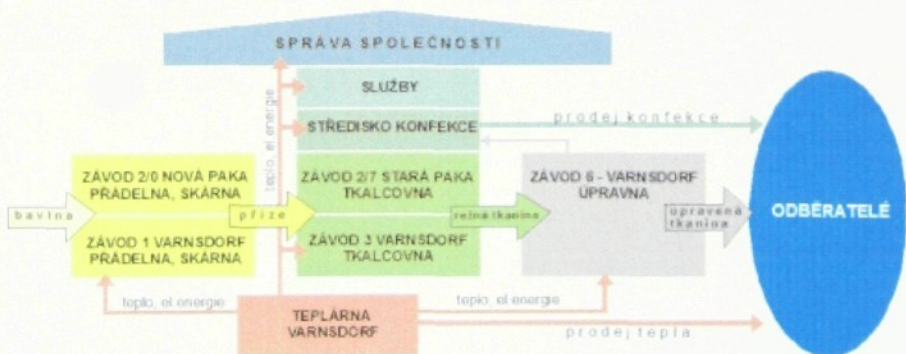 SPRÁVA SPOLEČNOSTI
SLUŽBY
STŘEDISKO KONFEKCE
prodej konfekce
teplo, el energie
ZÁVOD 2/0 NOVÁ PAKA
PŘÁDELNA, SKÁRNA
ZÁVOD 2/7 STARÁ PAKA
TKALCOVNA
ZÁVOD 6 - VARNSDORF
ÚPRAVNA
bavlna
příze
režná tkanina
upravená
tkanina
ODBĚRATELÉ
ZÁVOD 1 VARNSDORF
PŘÁDELNA, SKÁRNA
ZÁVOD 3 VARNSDORF
TKALCOVNA
teplo, el energie
teplo, el energie
TEPLÁRNA
VARNSDORF
prodej tepla